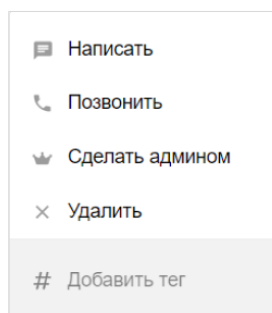 Написать
Позвонить
Сделать админом
Удалить
# Добавить тег